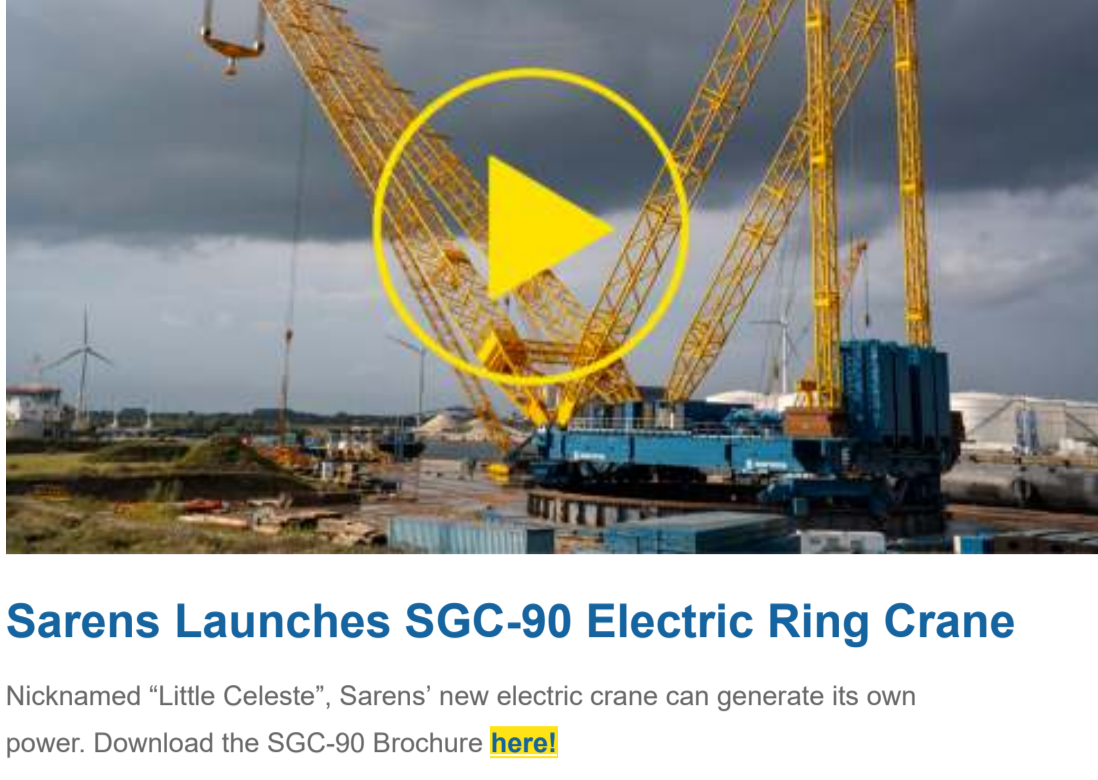 Sarens Launches SGC-90 Electric Ring Crane
Nicknamed “Little Celeste”, Sarens’ new electric crane can generate its own
power. Download the SGC-90 Brochure here!